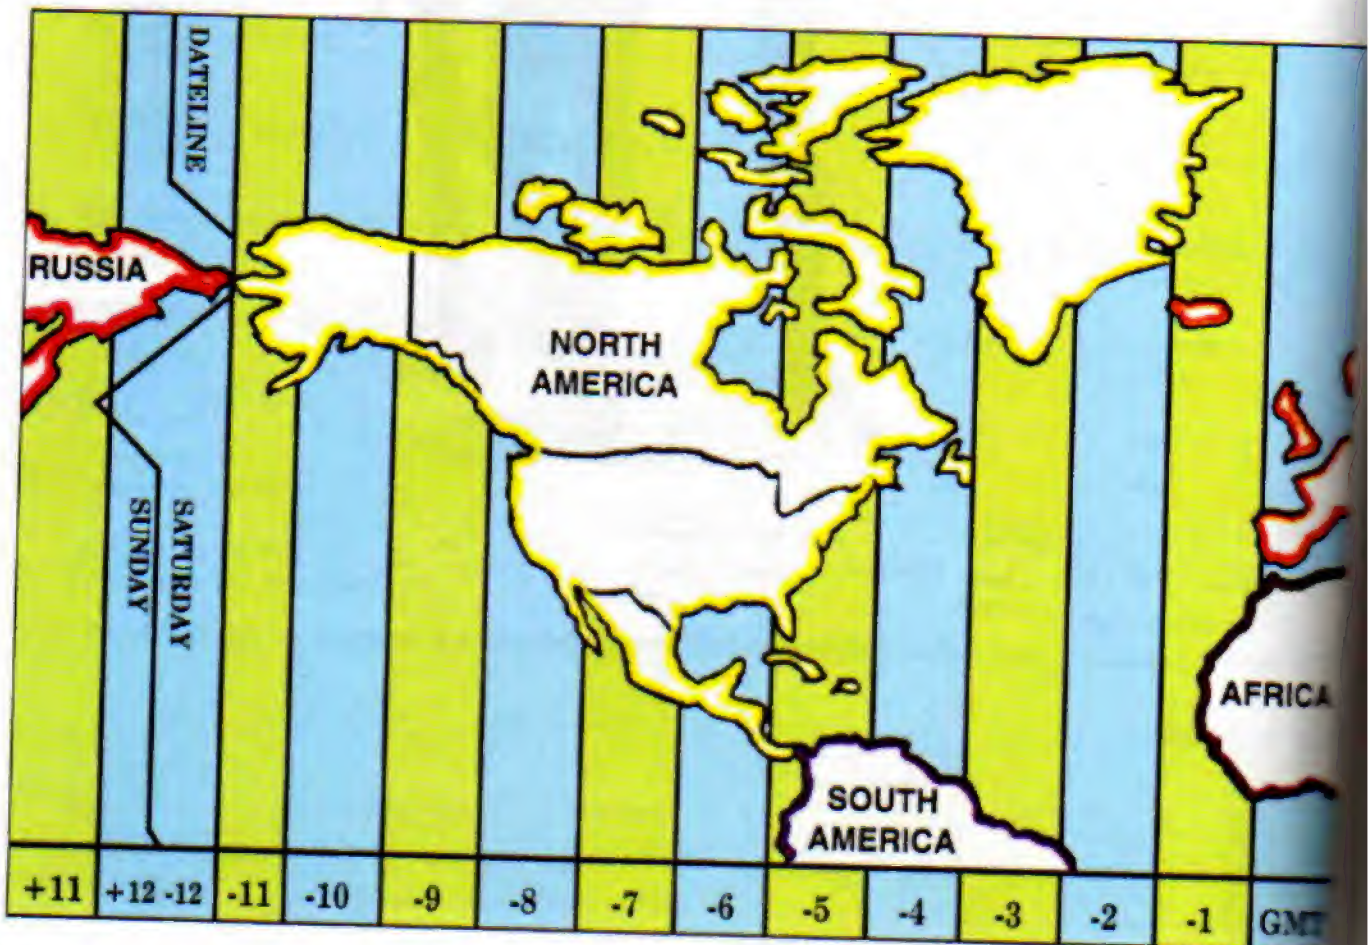 DATELINE
RUSSIA
NORTH
AMERICA
SATURDAY
SUNDAY
AFRICA
SOUTH
AMERICA
+11 +12 -12 -11 -10 -9 -8 -7 -6 -5 -4 -3 -2 -1 GMT